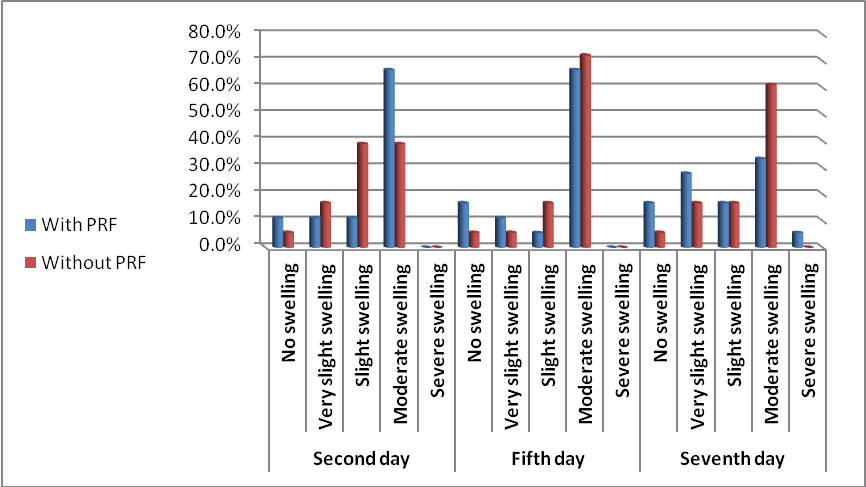 80.0%
70.0%
60.0%
50.0%
40.0%
30.0%
20.0%
10.0%
0.0%
With PRF
Without PRF
No swelling
Very slight swelling
Slight swelling
Moderate swelling
Severe swelling
No swelling
Very slight swelling
Slight swelling
Moderate swelling
Severe swelling
No swelling
Very slight swelling
Slight swelling
Moderate swelling
Severe swelling
Second day
Fifth day
Seventh day